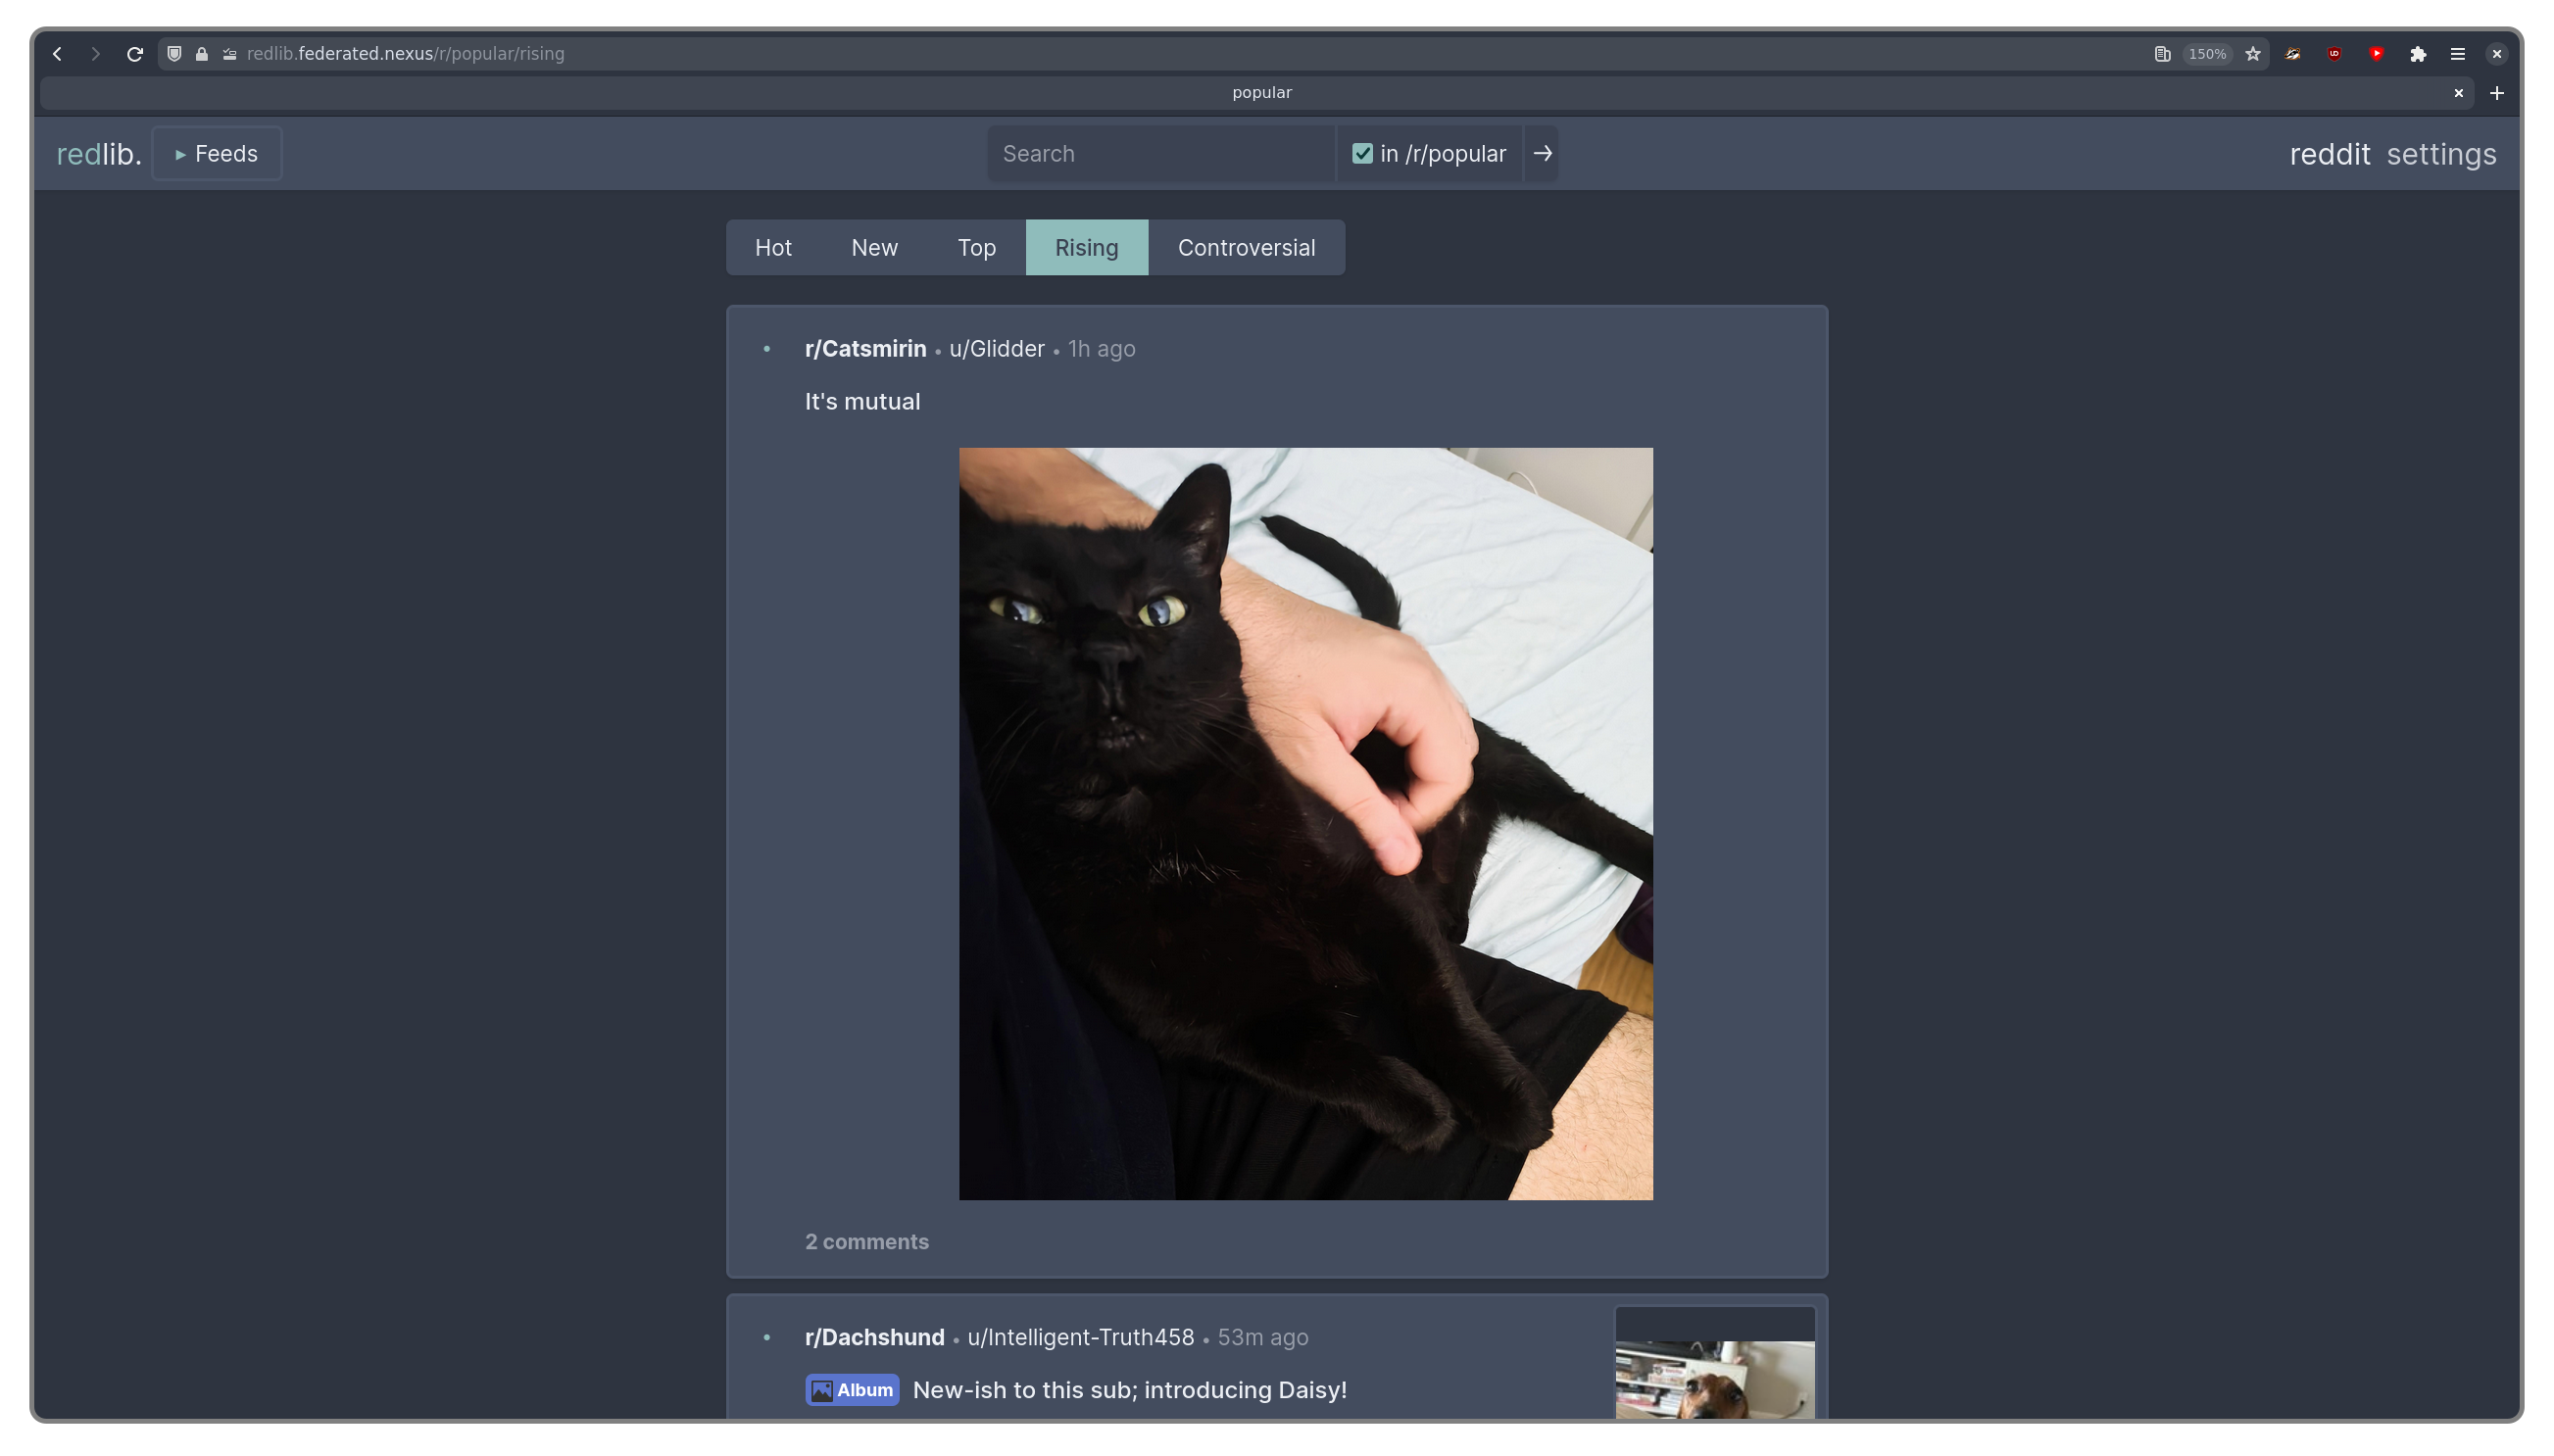 redlib.federated.nexus/r/popular/rising
150%
popular
redlib.
Feeds
Search
in /r/popular
reddit settings
Hot New Top Rising Controversial
r/Catsmirin • u/Glidder • 1h ago
It's mutual
2 comments
r/Dachshund • u/Intelligent-Truth458 • 53m ago
Album New-ish to this sub; introducing Daisy!